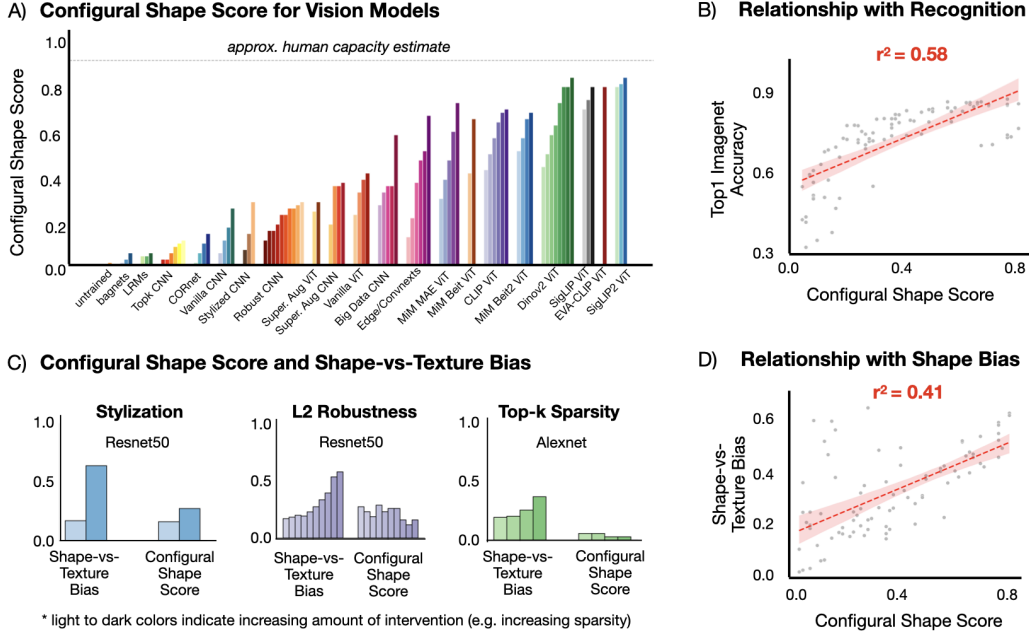 A) Configural Shape Score for Vision Models
approx. human capacity estimate
Configural Shape Score
1.0
0.8
0.6
0.4
0.2
0.0
untrained
bagnets
LRMs
Topk CNN
CORnet
Vanilla CNN
Stylized CNN
Robust CNN
Super. Aug ViT
Super. Aug CNN
Vanilla ViT
Big Data CNN
Edge/Convnexts
MiM MAE ViT
MiM Beit ViT
CLIP ViT
MiM Beit2 ViT
Dinov2 ViT
SigLIP ViT
EVA-CLIP ViT
SigLIP2 ViT
B) Relationship with Recognition
r² = 0.58
Top1 Imagenet
Accuracy
0.9
0.6
0.3
0.0
0.4
0.8
Configural Shape Score
C) Configural Shape Score and Shape-vs-Texture Bias
Stylization
Resnet50
1.0
0.5
0.0
Shape-vs-
Texture
Bias
Configural
Shape
Score
L2 Robustness
Resnet50
1.0
0.5
0.0
Shape-vs-
Texture
Bias
Configural
Shape
Score
Top-k Sparsity
Alexnet
1.0
0.5
0.0
Shape-vs-
Texture
Bias
Configural
Shape
Score
* light to dark colors indicate increasing amount of intervention (e.g. increasing sparsity)
D) Relationship with Shape Bias
r² = 0.41
Shape-vs-
Texture Bias
0.6
0.4
0.2
0.0
0.0
0.4
0.8
Configural Shape Score